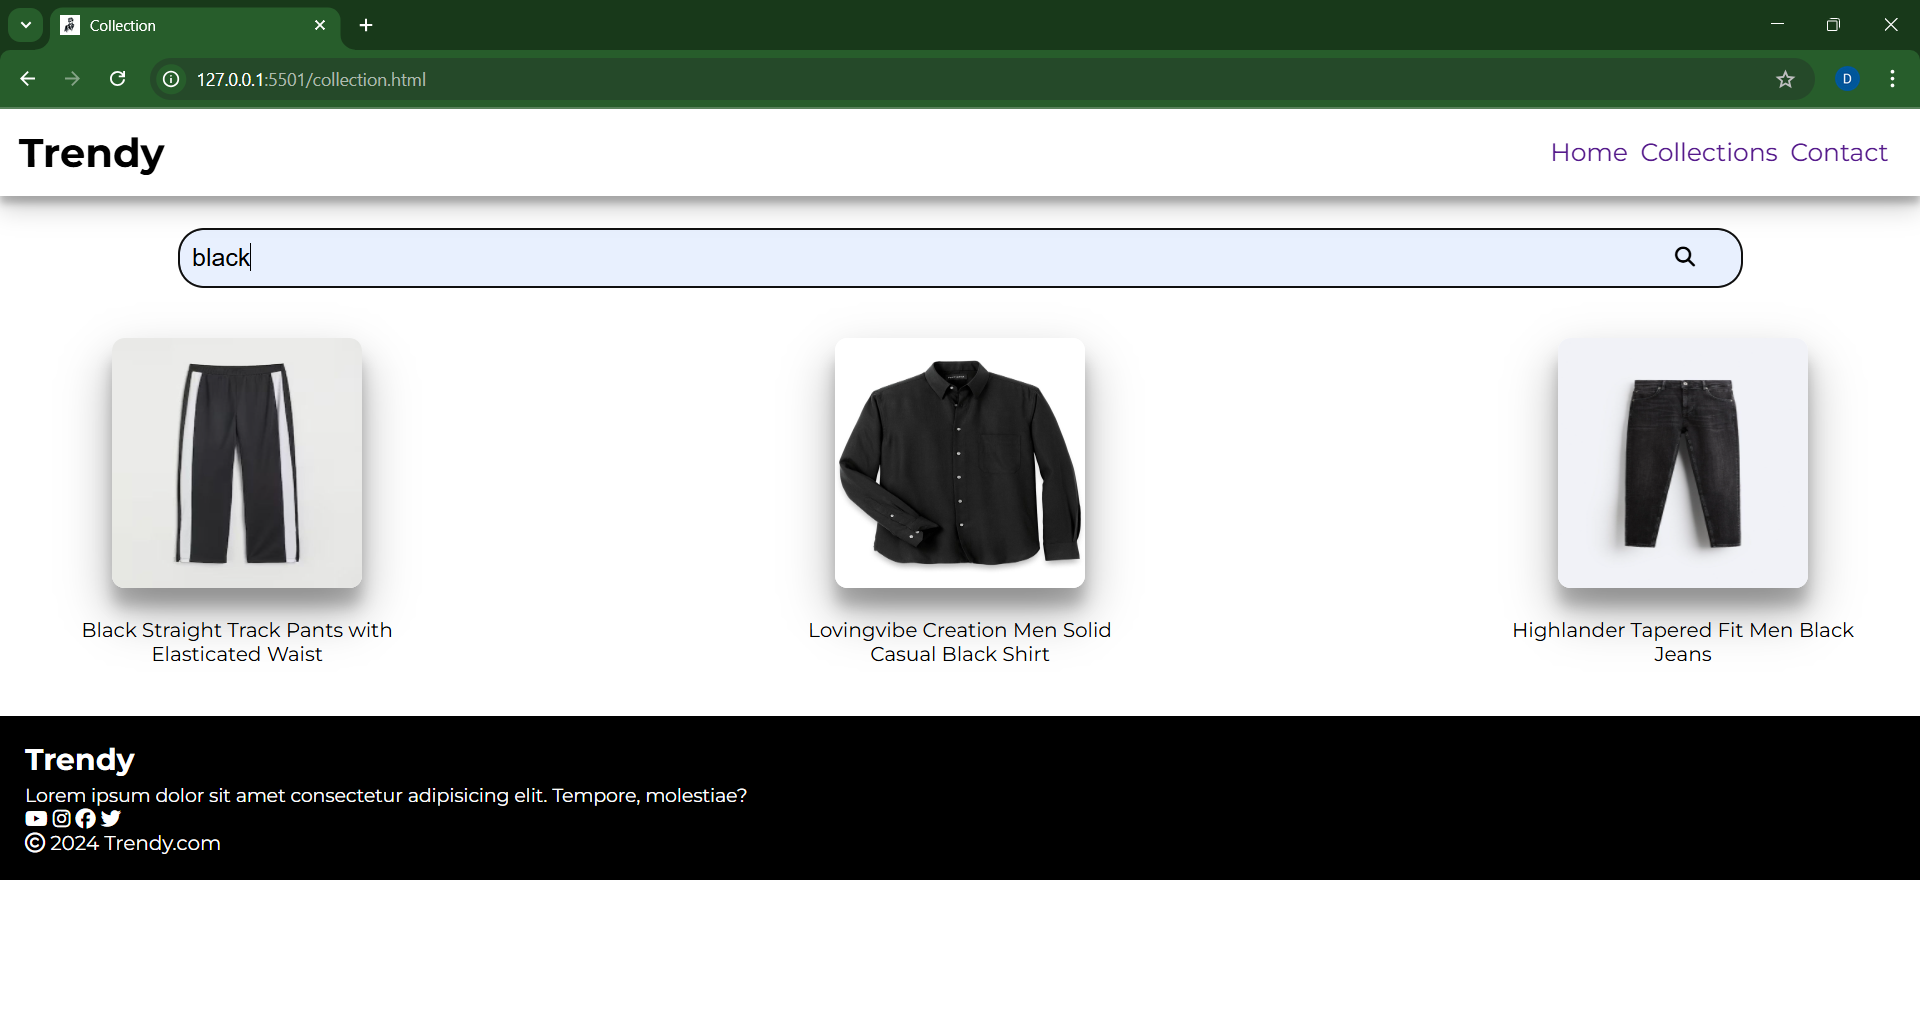 Collection
127.0.0.1:5501/collection.html
D
Trendy
Home Collections Contact
black
Black Straight Track Pants with
Elasticated Waist
Lovingvibe Creation Men Solid
Casual Black Shirt
Highlander Tapered Fit Men Black
Jeans
Trendy
Lorem ipsum dolor sit amet consectetur adipisicing elit. Tempore, molestiae?
© 2024 Trendy.com